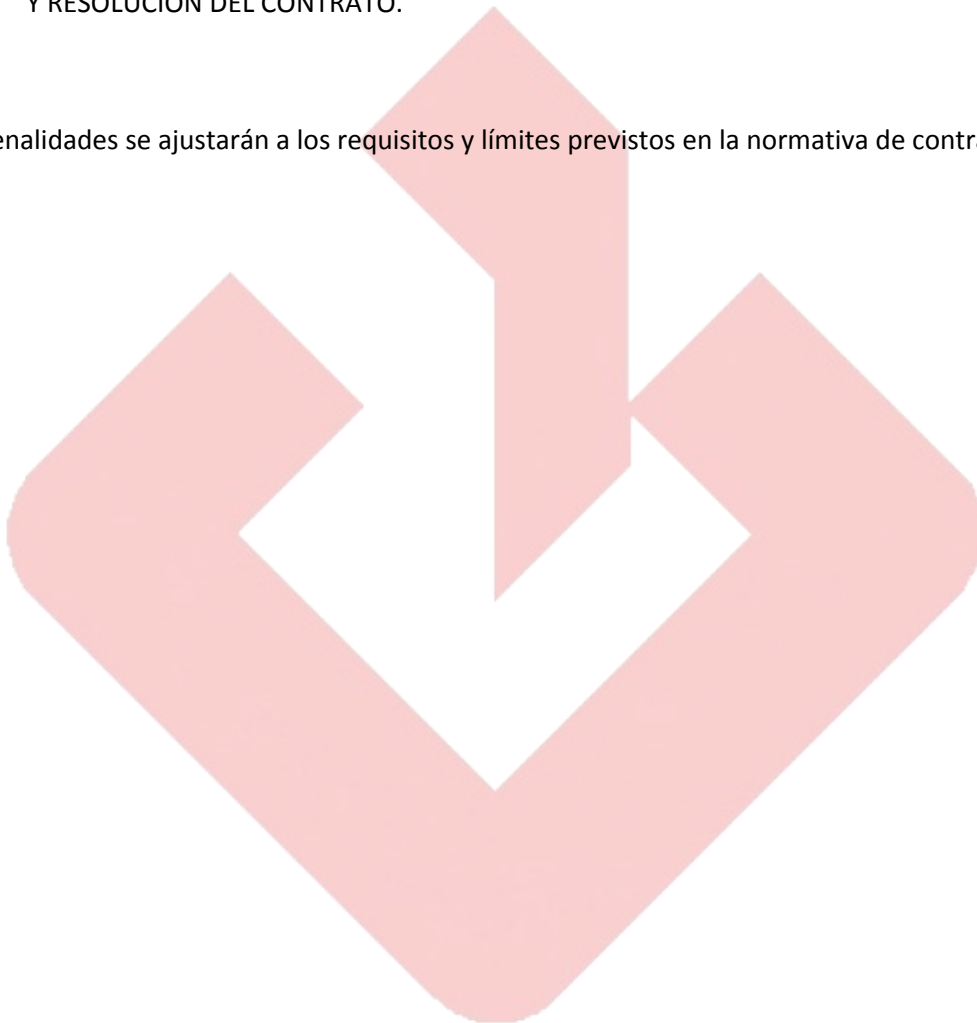 Y RESOLUCIÓN DEL CONTRATO.
enalidades se ajustarán a los requisitos y límites previstos en la normativa de contra